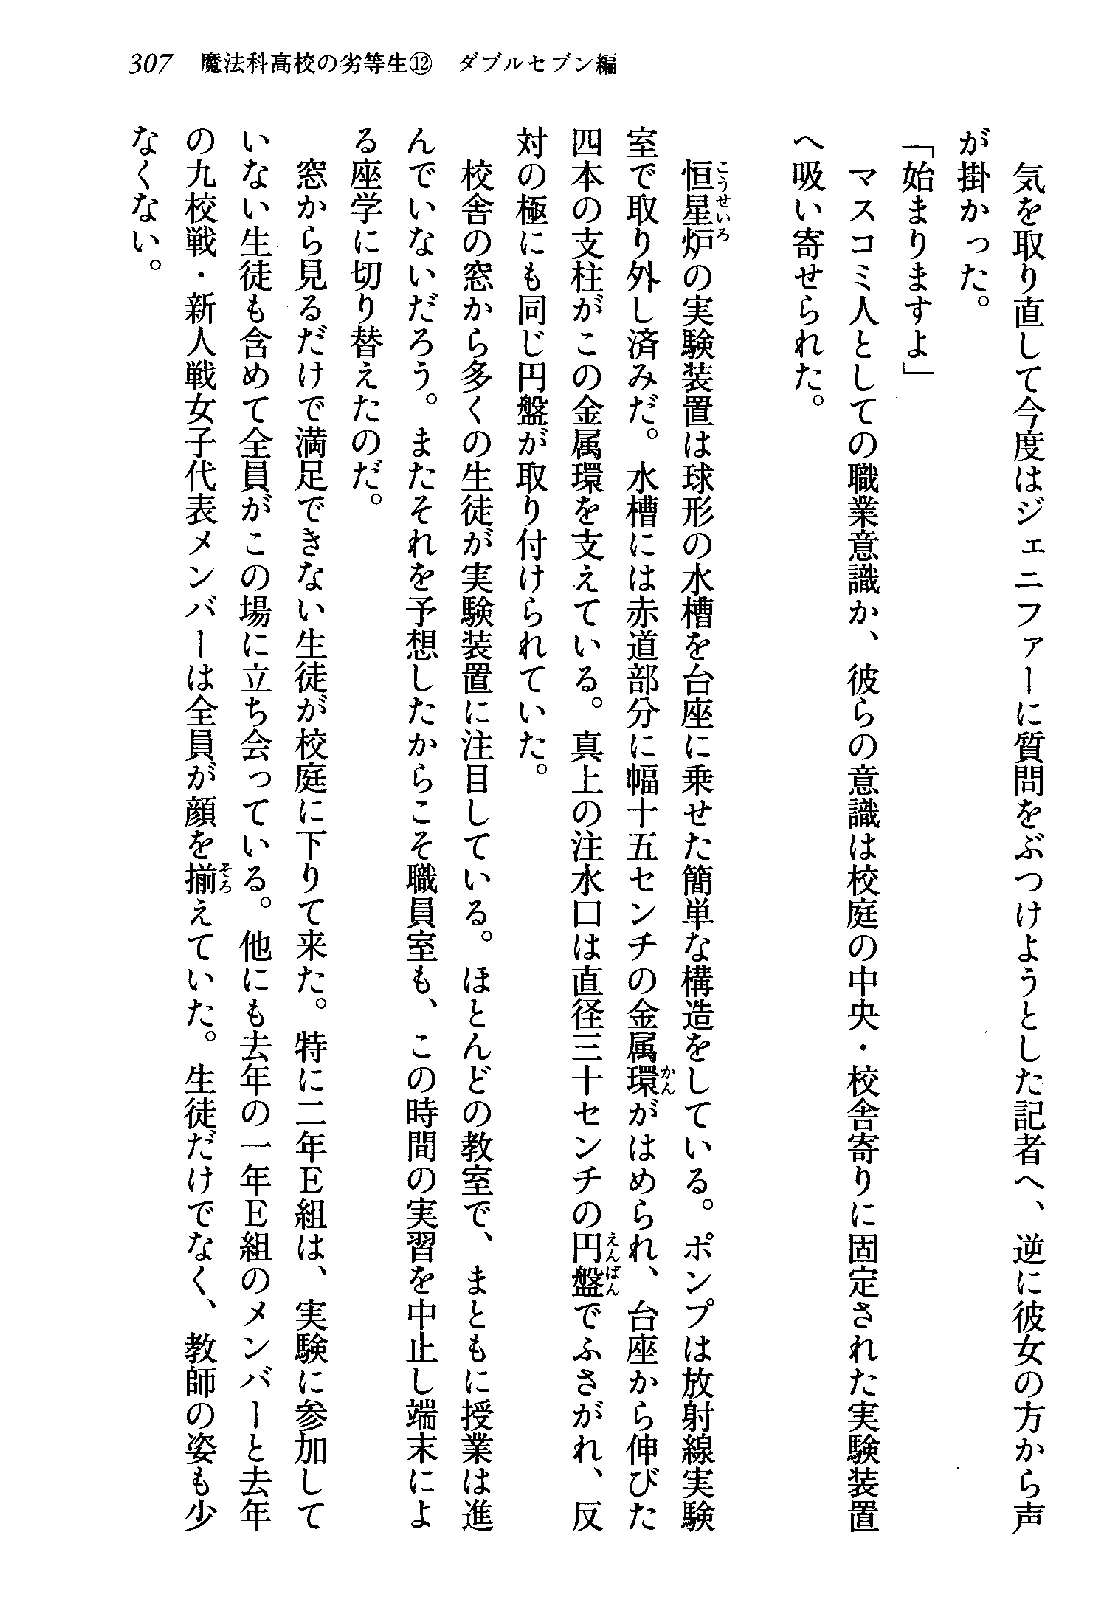 307　魔法科高校の劣等生⑫　ダブルセブン編
　気を取り直して今度はジェニファーに質問をぶつけようとした記者へ、逆に彼女の方から声
が掛かった。
「始まりますよ」
　マスコミ人としての職業意識か、彼らの意識は校庭の中央・校舎寄りに固定された実験装置
へ吸い寄せられた。
　恒星炉の実験装置は球形の水槽を台座に乗せた簡単な構造をしている。ポンプは放射線実験
室で取り外し済みだ。水槽には赤道部分に幅十五センチの金属環がはめられ、台座から伸びた
四本の支柱がこの金属環を支えている。真上の注水口は直径三十センチの円盤でふさがれ、反
対の極にも同じ円盤が取り付けられていた。
　校舎の窓から多くの生徒が実験装置に注目している。ほとんどの教室で、まともに授業は進
んでいないだろう。またそれを予想したからこそ職員室も、この時間の実習を中止し端末によ
る座学に切り替えたのだ。
　窓から見るだけで満足できない生徒が校庭に下りて来た。特に二年Ｅ組は、実験に参加して
いない生徒も含めて全員がこの場に立ち会っている。他にも去年の一年Ｅ組のメンバーと去年
の九校戦・新人戦女子代表メンバーは全員が顔を揃えていた。生徒だけでなく、教師の姿も少
なくない。
こうせいろ
かん
えんばん
そろ